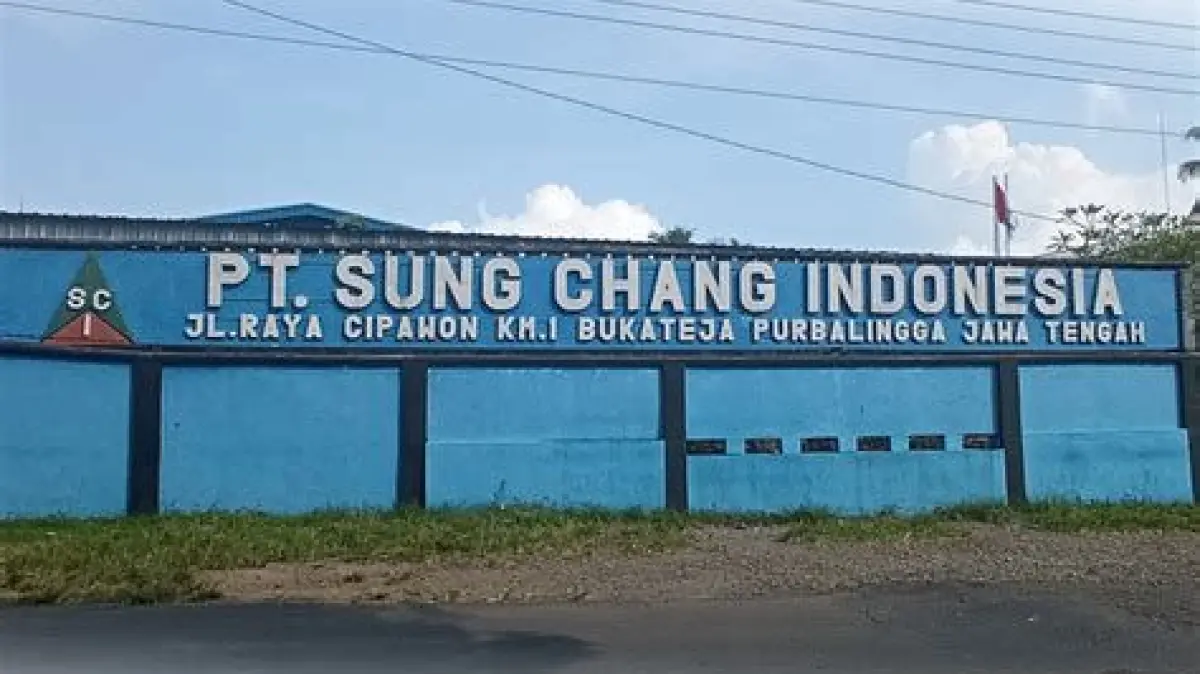 SC
I
PT. SUNG CHANG INDONESIA
JL.RAYA CIPAWON KM.I BUKATEJA PURBALINGGA JAWA TENGAH